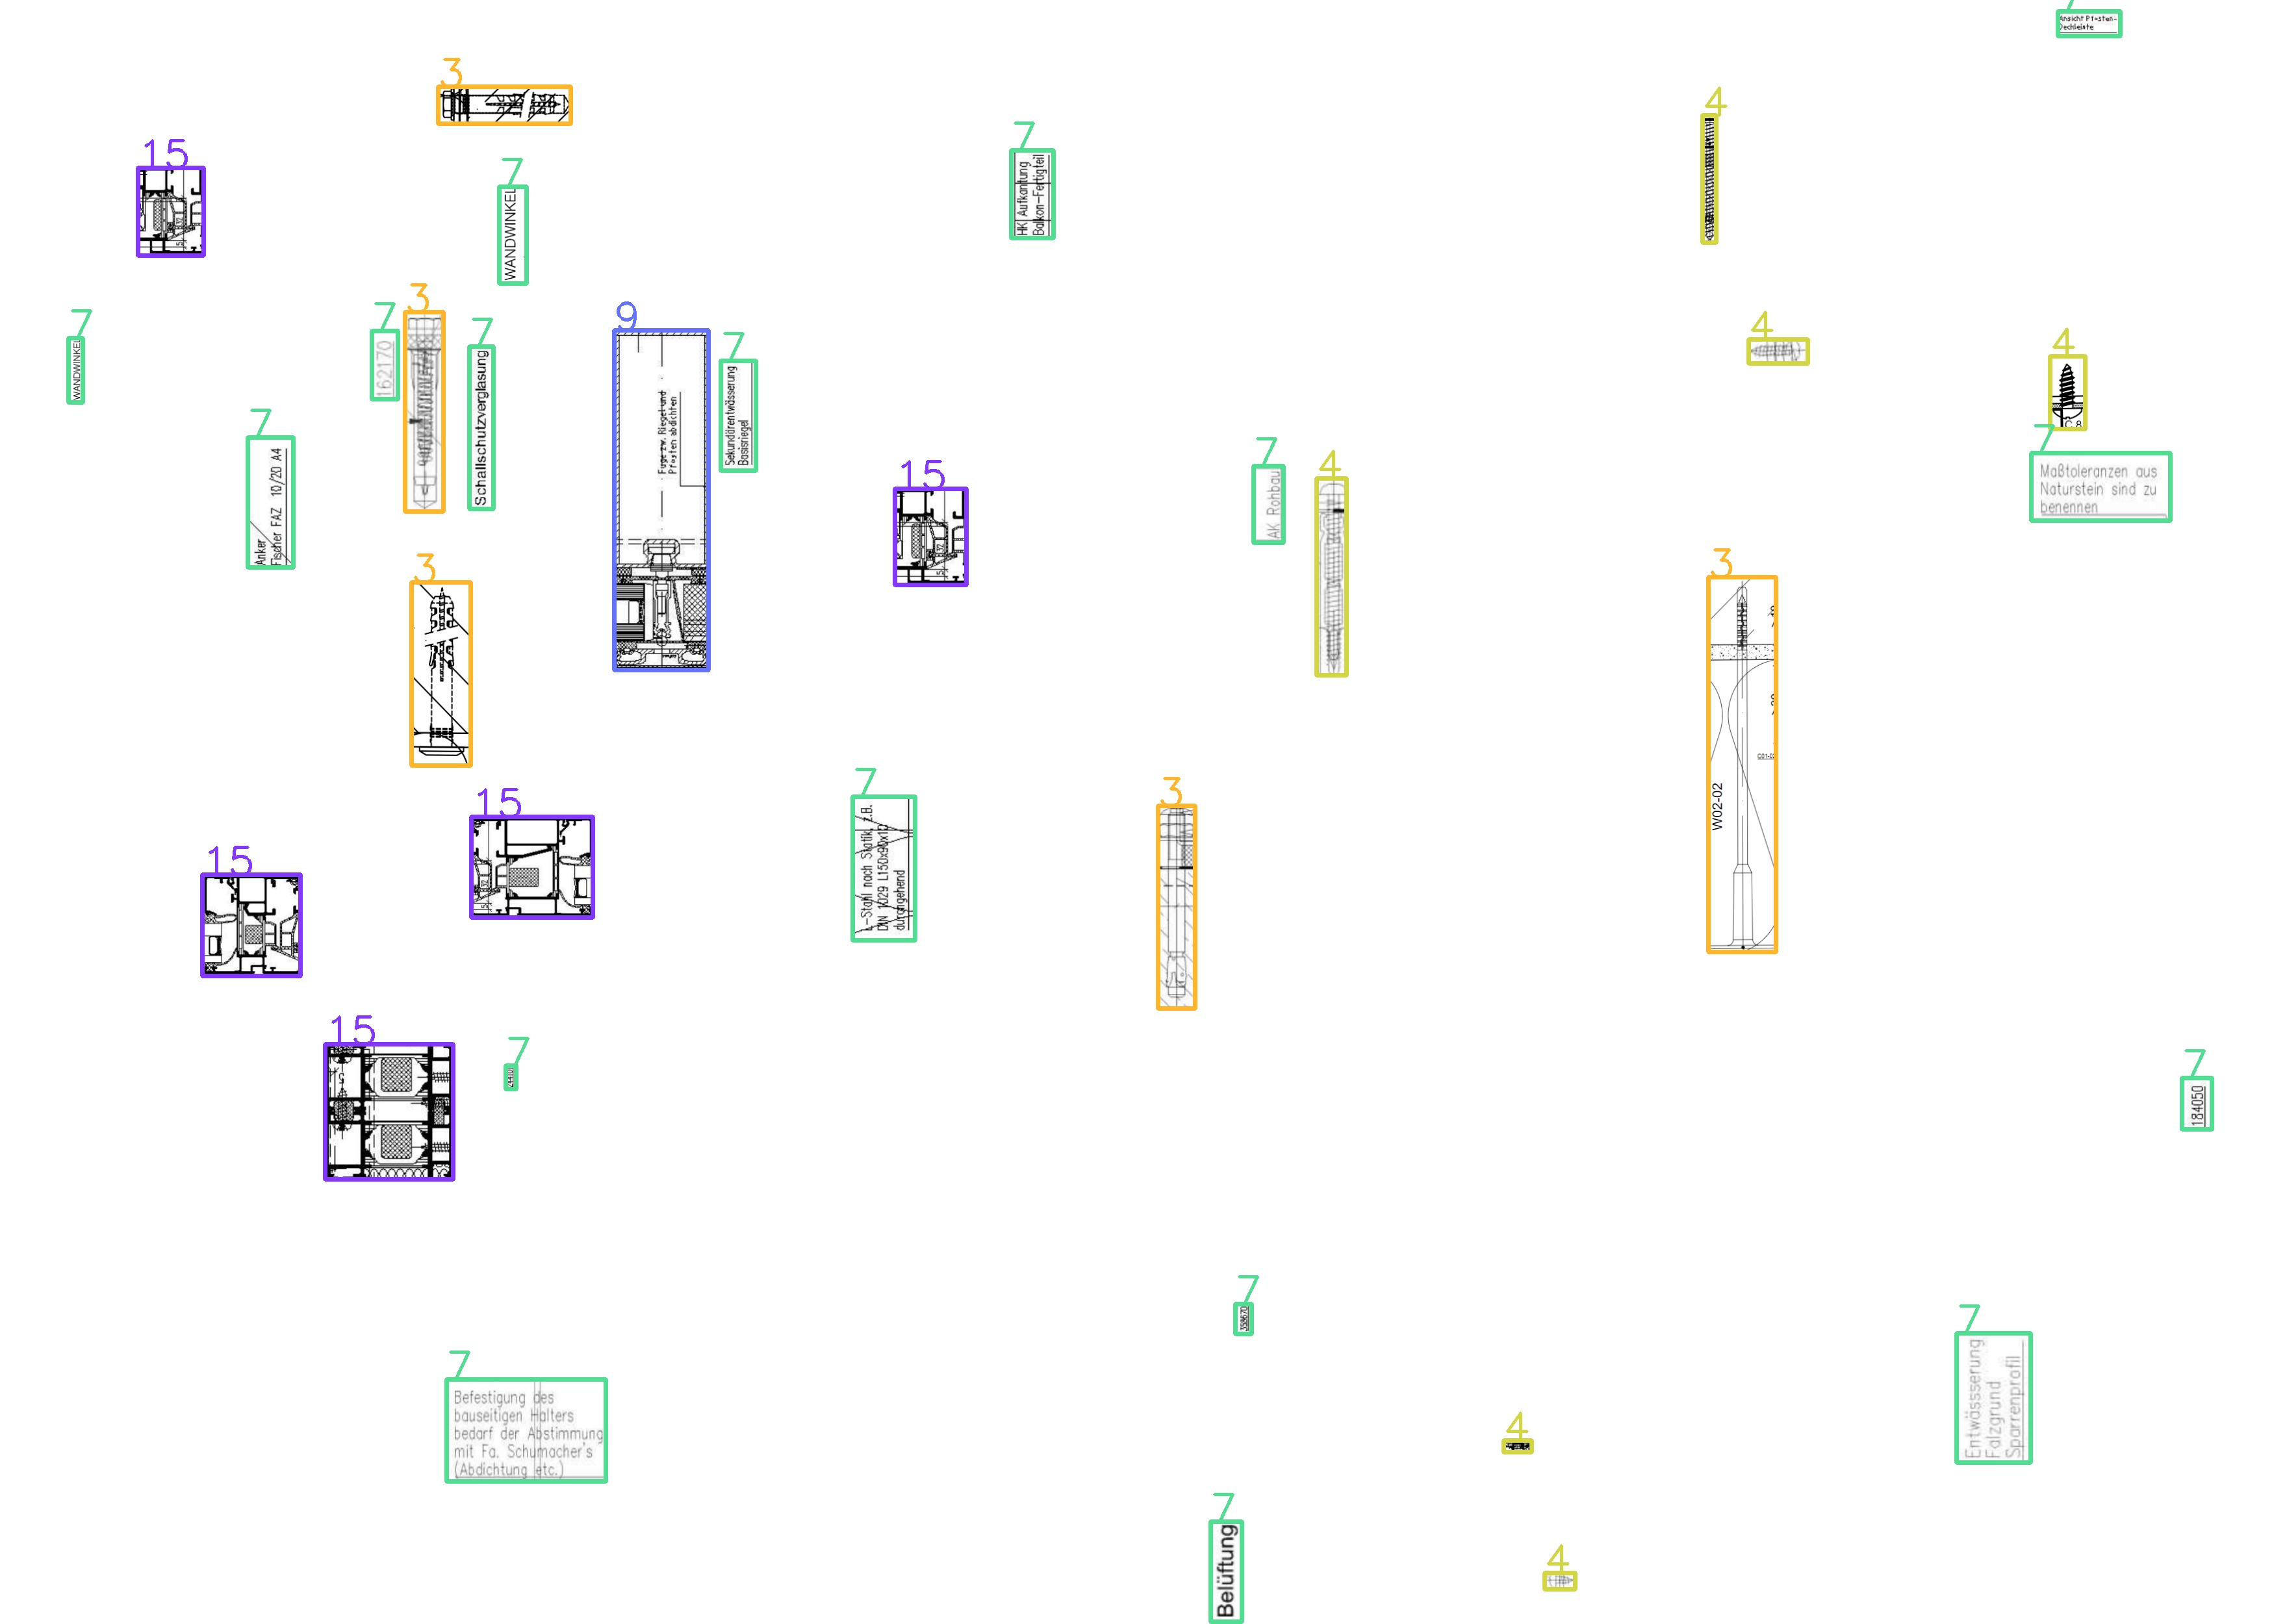 7
Ansicht Pfosten-
Deckleiste
3
4
7
HK Aufkantung
Balkon-Fertigteil
15
7
WANDWINKEL
3
7
7
162170
7
Schallschutzverglasung
9
Fuge zw. Riegel und
Pfosten abdichten
7
Sekundärentwässerung
Basisriegel
7
WANDWINKEL
4
4
C 8
7
Anker
Fischer FAZ 10/20 A4
7
AK Rohbau
4
7
Maßtoleranzen aus
Naturstein sind zu
benennen
15
3
3
W02-02
15
7
L-Stahl nach Statik, z.B.
DIN 1029 L150x90x10
durchgehend
3
15
15
7
7
184050
7
7
Entwässerung
Falzgrund
Sparrenprofil
7
Befestigung des
bauseitigen Halters
bedarf der Abstimmung
mit Fa. Schumacher's
(Abdichtung etc.)
4
7
Belüftung
4